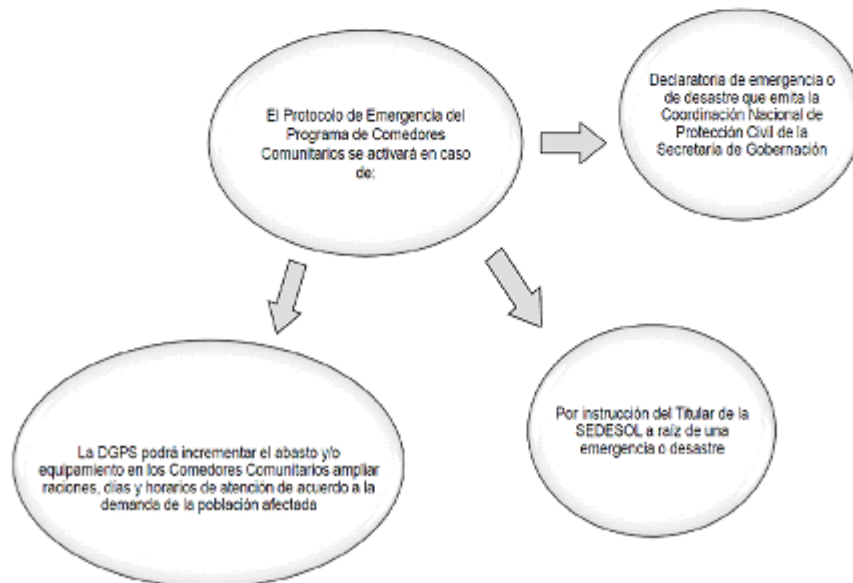 El Protocolo de Emergencia del
Programa de Comedores
Comunitarios se activará en caso
de:
Declaratoria de emergencia o
de desastre que emita la
Coordinación Nacional de
Protección Civil de la
Secretaría de Gobernación
La DGPS podrá incrementar el abasto y/o
equipamiento en los Comedores Comunitarios ampliar
raciones, días y horarios de atención de acuerdo a la
demanda de la población afectada
Por instrucción del Titular de la
SEDESOL a raíz de una
emergencia o desastre